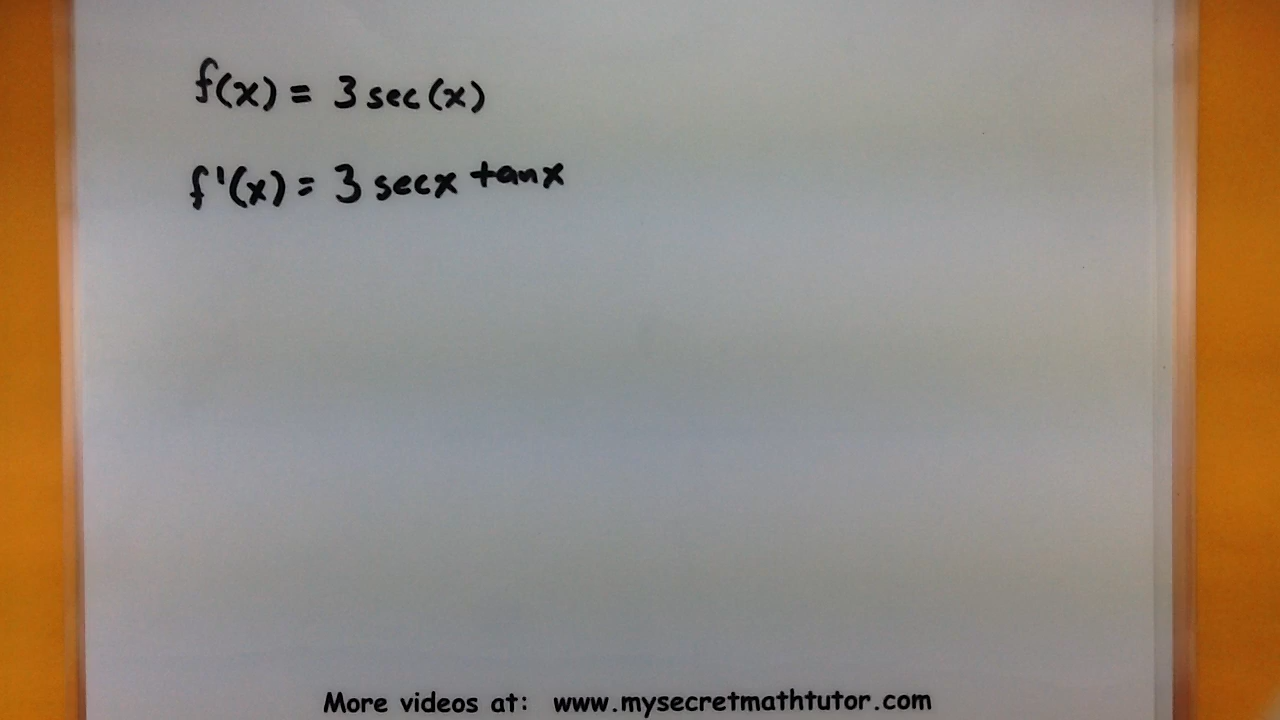 f(x) = 3 sec(x)
f'(x) = 3 secx tanx
More videos at: www.mysecretmathtutor.com